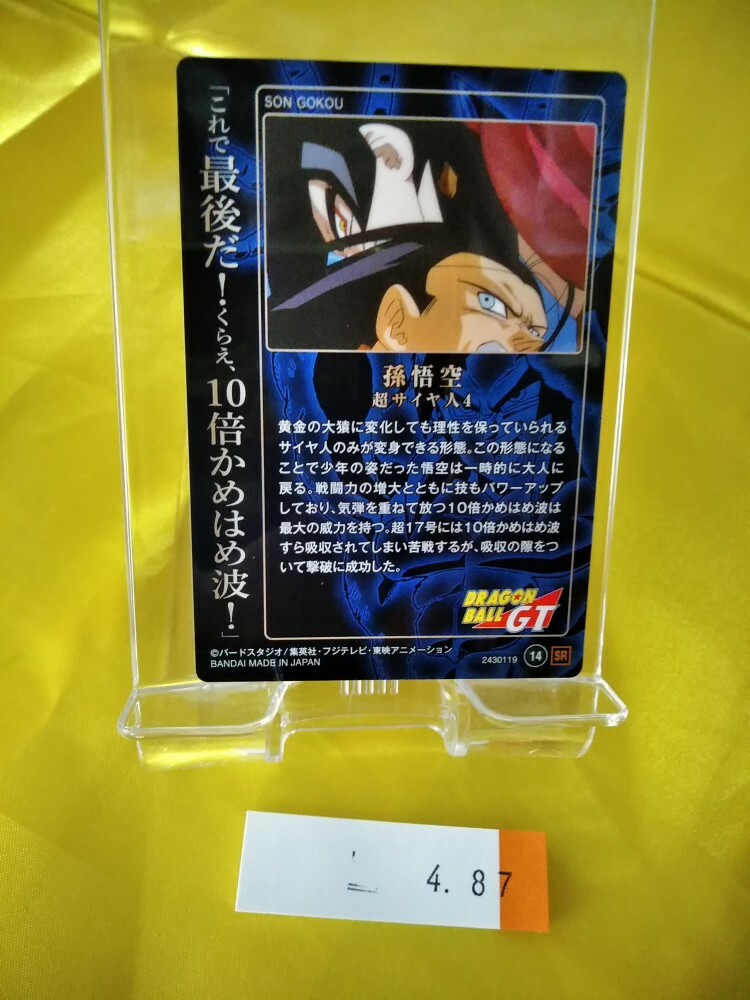 「これで最後だ！くらえ、10倍かめはめ波！」
SON GOKOU
孫悟空
超サイヤ人4
黄金の大猿に変化しても理性を保っていられる
サイヤ人のみが変身できる形態。この形態になる
ことで少年の姿だった悟空は一時的に大人に
戻る。戦闘力の増大とともに技もパワーアップ
しており、気弾を重ねて放つ10倍かめはめ波は
最大の威力を持つ。超17号には10倍かめはめ波
すら吸収されてしまい苦戦するが、吸収の隙をつ
いて撃破に成功した。
DRAGON
BALL GT
©バードスタジオ/集英社・フジテレビ・東映アニメーション
BANDAI MADE IN JAPAN
2430119 14 SR
4.87